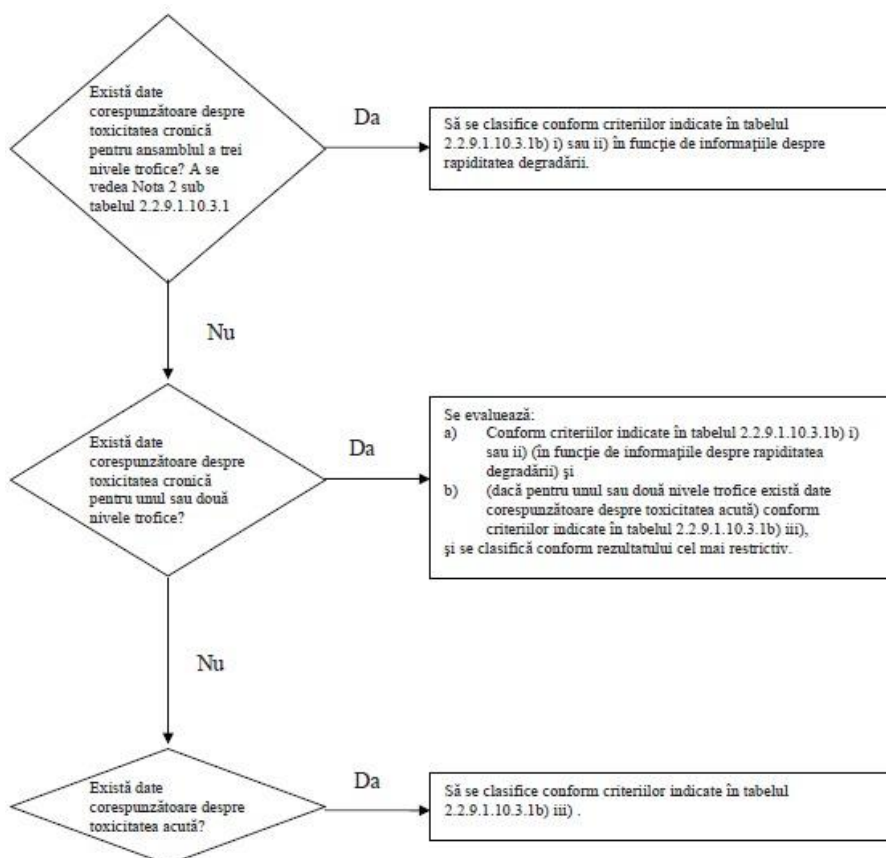 Există date
corespunzătoare despre
toxicitatea cronică
pentru ansamblul a trei
nivele trofice? A se
vedea Nota 2 sub
tabelul 2.2.9.1.10.3.1
Da
Să se clasifice conform criteriilor indicate în tabelul
2.2.9.1.10.3.1b) i) sau ii) în funcţie de informaţiile despre
rapiditatea degradării.
Nu
Există date
corespunzătoare despre
toxicitatea cronică
pentru unul sau două
nivele trofice?
Da
Se evaluează:
a) Conform criteriilor indicate în tabelul 2.2.9.1.10.3.1b) i)
sau ii) (în funcţie de informaţiile despre rapiditatea
degradării) şi
b) (dacă pentru unul sau două nivele trofice există date
corespunzătoare despre toxicitatea acută) conform
criteriilor indicate în tabelul 2.2.9.1.10.3.1b) iii),
şi se clasifică conform rezultatului cel mai restrictiv.
Nu
Există date
corespunzătoare despre
toxicitatea acută?
Da
Să se clasifice conform criteriilor indicate în tabelul
2.2.9.1.10.3.1b) iii) .